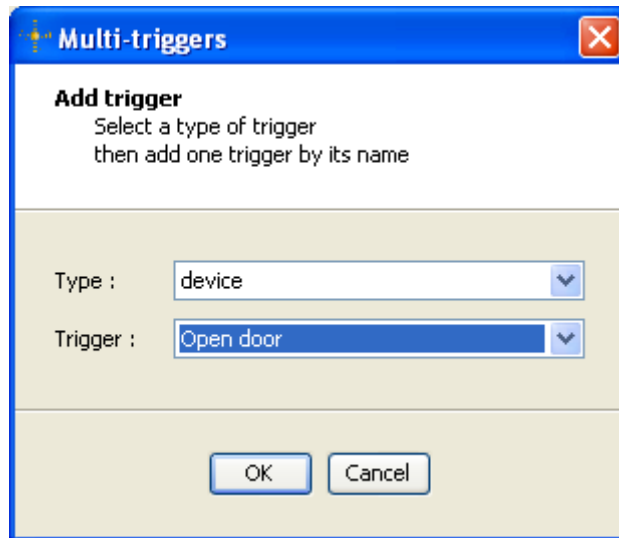 Multi-triggers
Add trigger
Select a type of trigger
then add one trigger by its name
Type : device
Trigger : Open door
OK Cancel